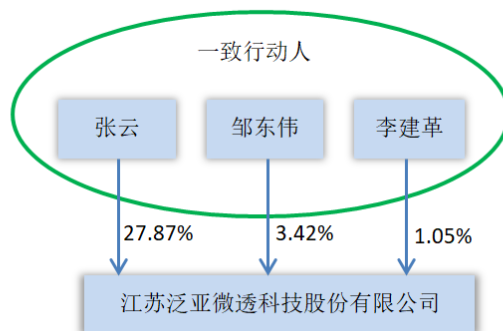 一致行动人
张云
邹东伟
李建革
27.87%
3.42%
1.05%
江苏泛亚微透科技股份有限公司